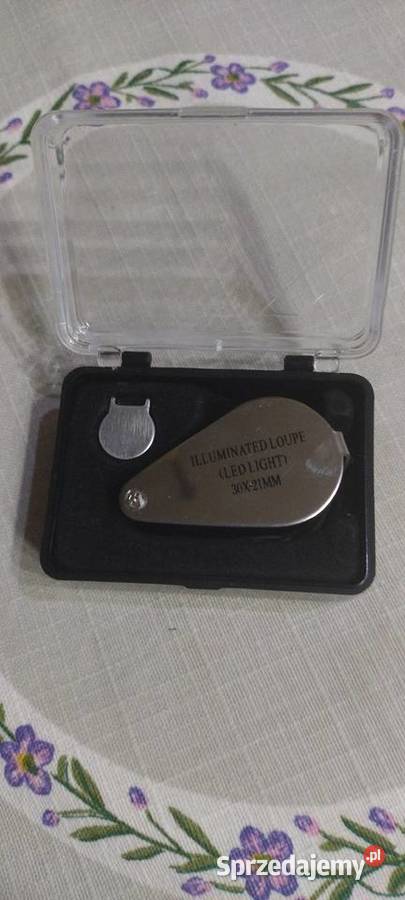 ILLUMINATED LOUPE
(LED LIGHT)
30X-21MM
Sprzedajemy.pl